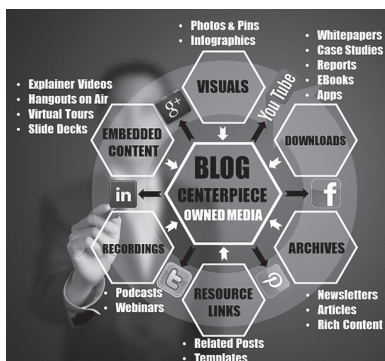 • Photos & Pins
• Infographics
• Whitepapers
• Case Studies
• Reports
• EBooks
• Apps
• Explainer Videos
• Hangouts on Air
• Virtual Tours
• Slide Decks
VISUALS
g+
You Tube
EMBEDDED
CONTENT
DOWNLOADS
BLOG
CENTERPIECE
OWNED MEDIA
in
f
RECORDINGS
ARCHIVES
RESOURCE
LINKS
• Podcasts
• Webinars
• Newsletters
• Articles
• Rich Content
• Related Posts
• Templates